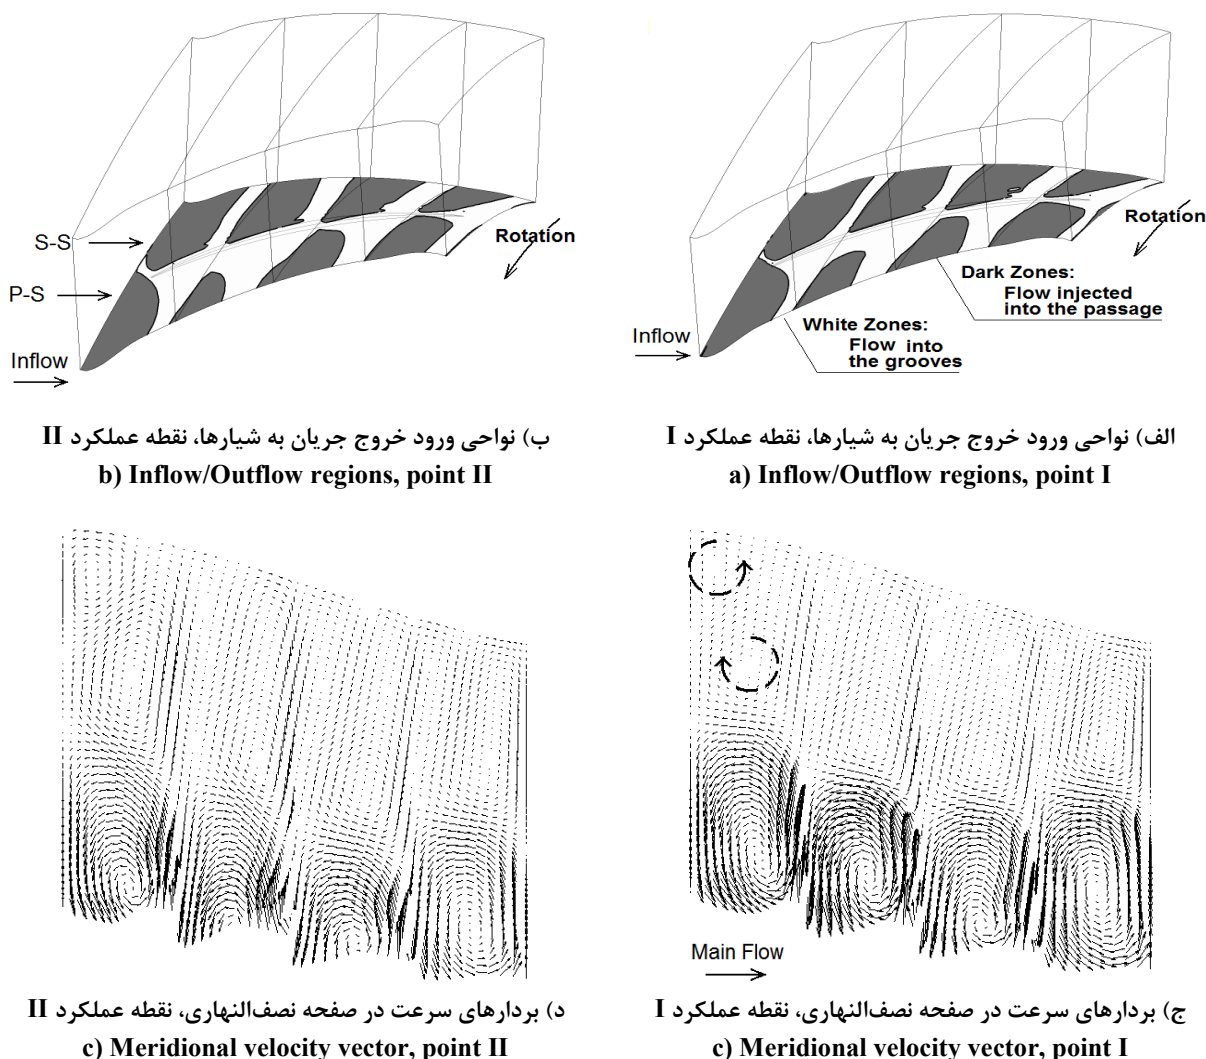 S-S
P-S
Inflow
Rotation
ب) نواحی ورود خروج جریان به شیارها، نقطه عملکرد II
b) Inflow/Outflow regions, point II
Rotation
Dark Zones:
Flow injected
into the passage
White Zones:
Flow into
the grooves
Inflow
الف) نواحی ورود خروج جریان به شیارها، نقطه عملکرد I
a) Inflow/Outflow regions, point I
د) بردارهای سرعت در صفحه نصف‌النهاری، نقطه عملکرد II
c) Meridional velocity vector, point II
Main Flow
ج) بردارهای سرعت در صفحه نصف‌النهاری، نقطه عملکرد I
c) Meridional velocity vector, point I